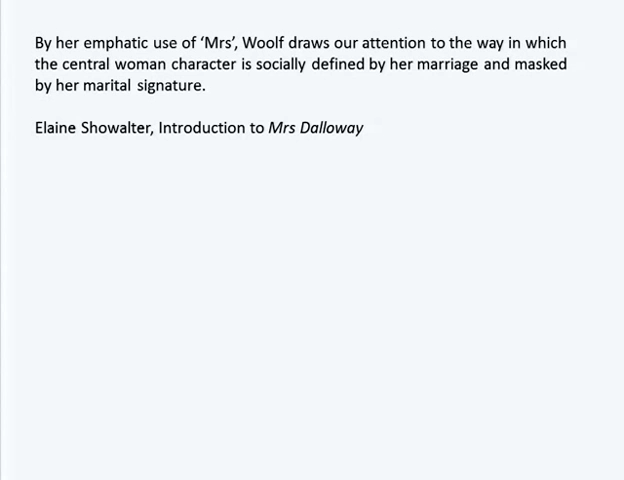 By her emphatic use of ‘Mrs’, Woolf draws our attention to the way in which
the central woman character is socially defined by her marriage and masked
by her marital signature.
Elaine Showalter, Introduction to Mrs Dalloway